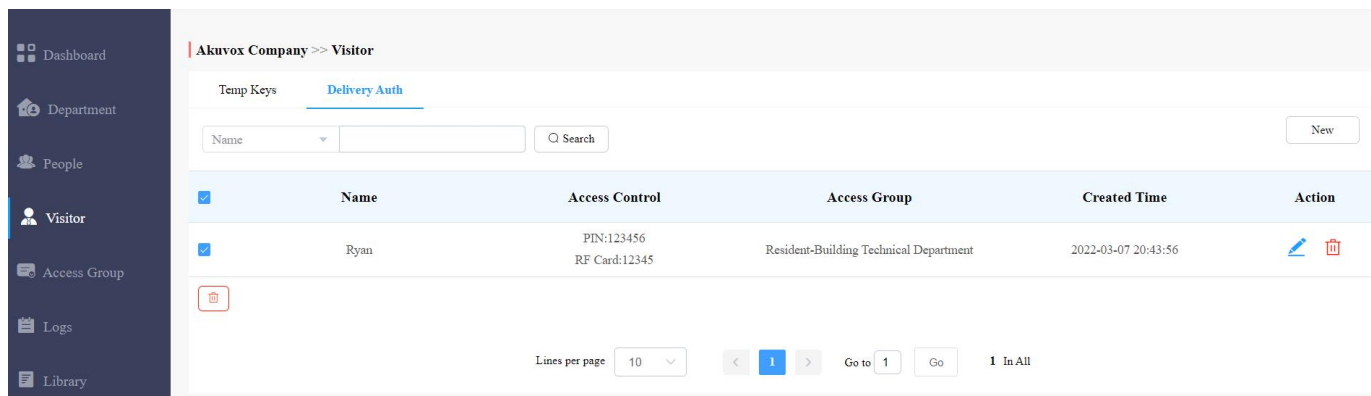 Dashboard
Department
People
Visitor
Access Group
Logs
Library
Akuvox Company >> Visitor
Temp Keys Delivery Auth
Name Search New
Name Access Control Access Group Created Time Action
Ryan PIN:123456 Resident-Building Technical Department 2022-03-07 20:43:56
RF Card:12345
Lines per page 10 < 1 > Go to 1 Go 1 In All